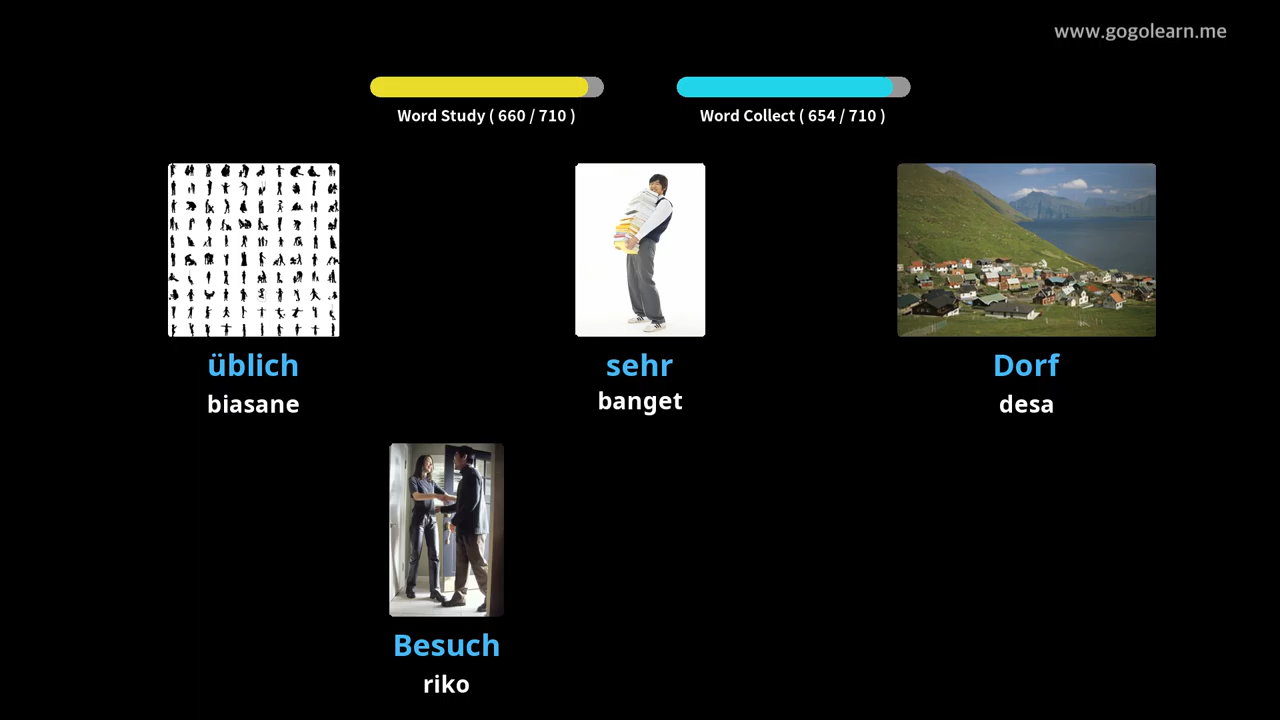 www.gogolearn.me
Word Study ( 660 / 710 )
Word Collect ( 654 / 710 )
üblich
biasane
sehr
banget
Dorf
desa
Besuch
riko